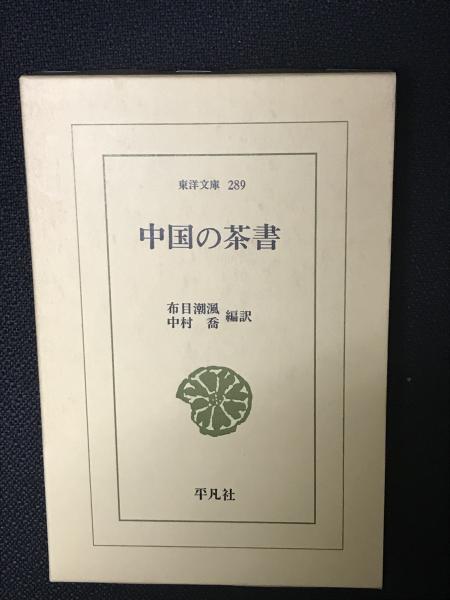 東洋文庫 289
中国の茶書
布目潮渢
中村 喬 編訳
平凡社